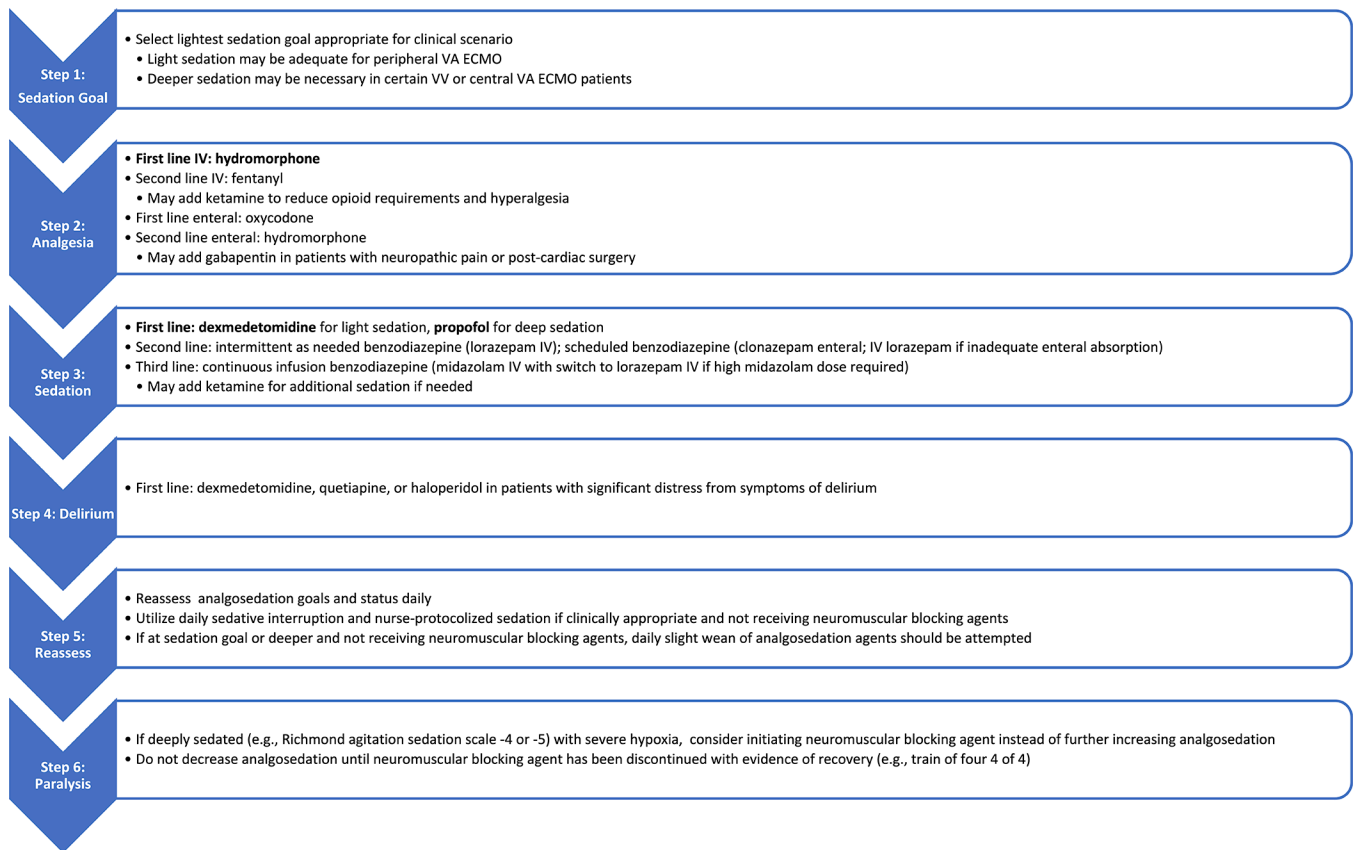 Step 1:
Sedation Goal
• Select lightest sedation goal appropriate for clinical scenario
• Light sedation may be adequate for peripheral VA ECMO
• Deeper sedation may be necessary in certain VV or central VA ECMO patients
Step 2:
Analgesia
• First line IV: hydromorphone
• Second line IV: fentanyl
• May add ketamine to reduce opioid requirements and hyperalgesia
• First line enteral: oxycodone
• Second line enteral: hydromorphone
• May add gabapentin in patients with neuropathic pain or post-cardiac surgery
Step 3:
Sedation
• First line: dexmedetomidine for light sedation, propofol for deep sedation
• Second line: intermittent as needed benzodiazepine (lorazepam IV); scheduled benzodiazepine (clonazepam enteral; IV lorazepam if inadequate enteral absorption)
• Third line: continuous infusion benzodiazepine (midazolam IV with switch to lorazepam IV if high midazolam dose required)
• May add ketamine for additional sedation if needed
Step 4: Delirium
• First line: dexmedetomidine, quetiapine, or haloperidol in patients with significant distress from symptoms of delirium
Step 5:
Reassess
• Reassess analgosedation goals and status daily
• Utilize daily sedative interruption and nurse-protocolized sedation if clinically appropriate and not receiving neuromuscular blocking agents
• If at sedation goal or deeper and not receiving neuromuscular blocking agents, daily slight wean of analgosedation agents should be attempted
Step 6:
Paralysis
• If deeply sedated (e.g., Richmond agitation sedation scale -4 or -5) with severe hypoxia, consider initiating neuromuscular blocking agent instead of further increasing analgosedation
• Do not decrease analgosedation until neuromuscular blocking agent has been discontinued with evidence of recovery (e.g., train of four 4 of 4)